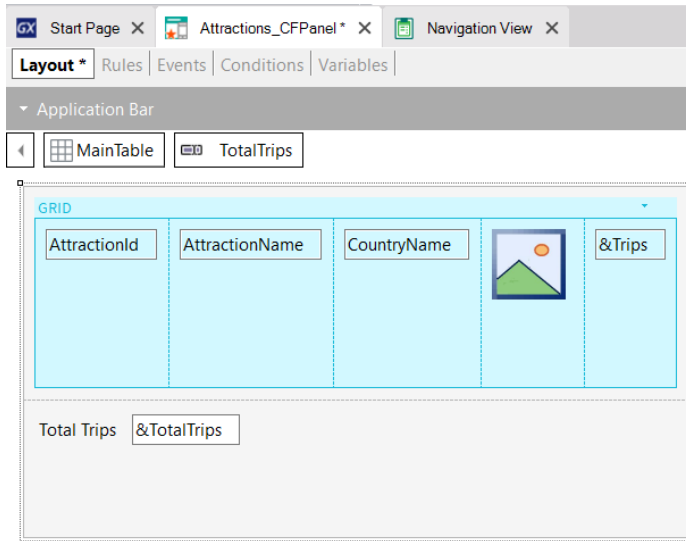 GX Start Page Attractions_CFPanel * Navigation View
Layout * Rules Events Conditions Variables
Application Bar
MainTable TotalTrips
GRID
AttractionId AttractionName CountryName &Trips
Total Trips &TotalTrips